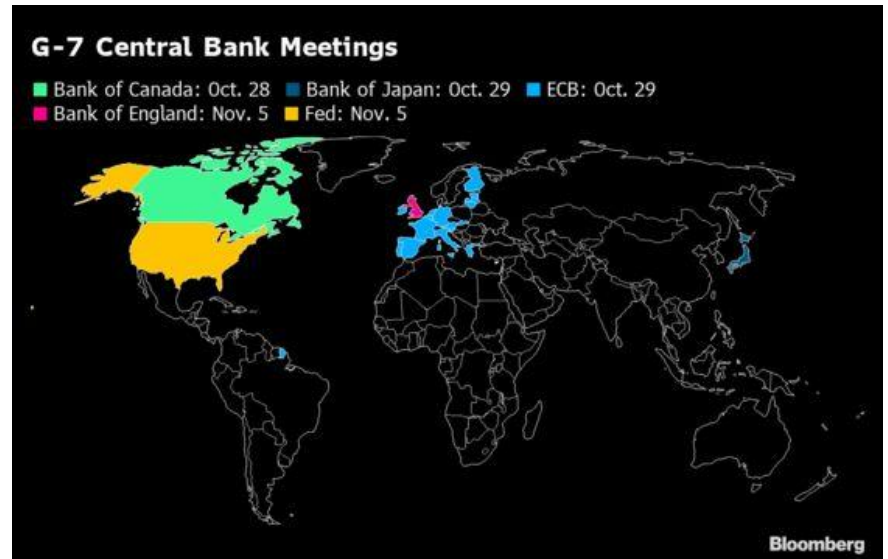 G-7 Central Bank Meetings
Bank of Canada: Oct. 28 Bank of Japan: Oct. 29 ECB: Oct. 29
Bank of England: Nov. 5 Fed: Nov. 5
Bloomberg